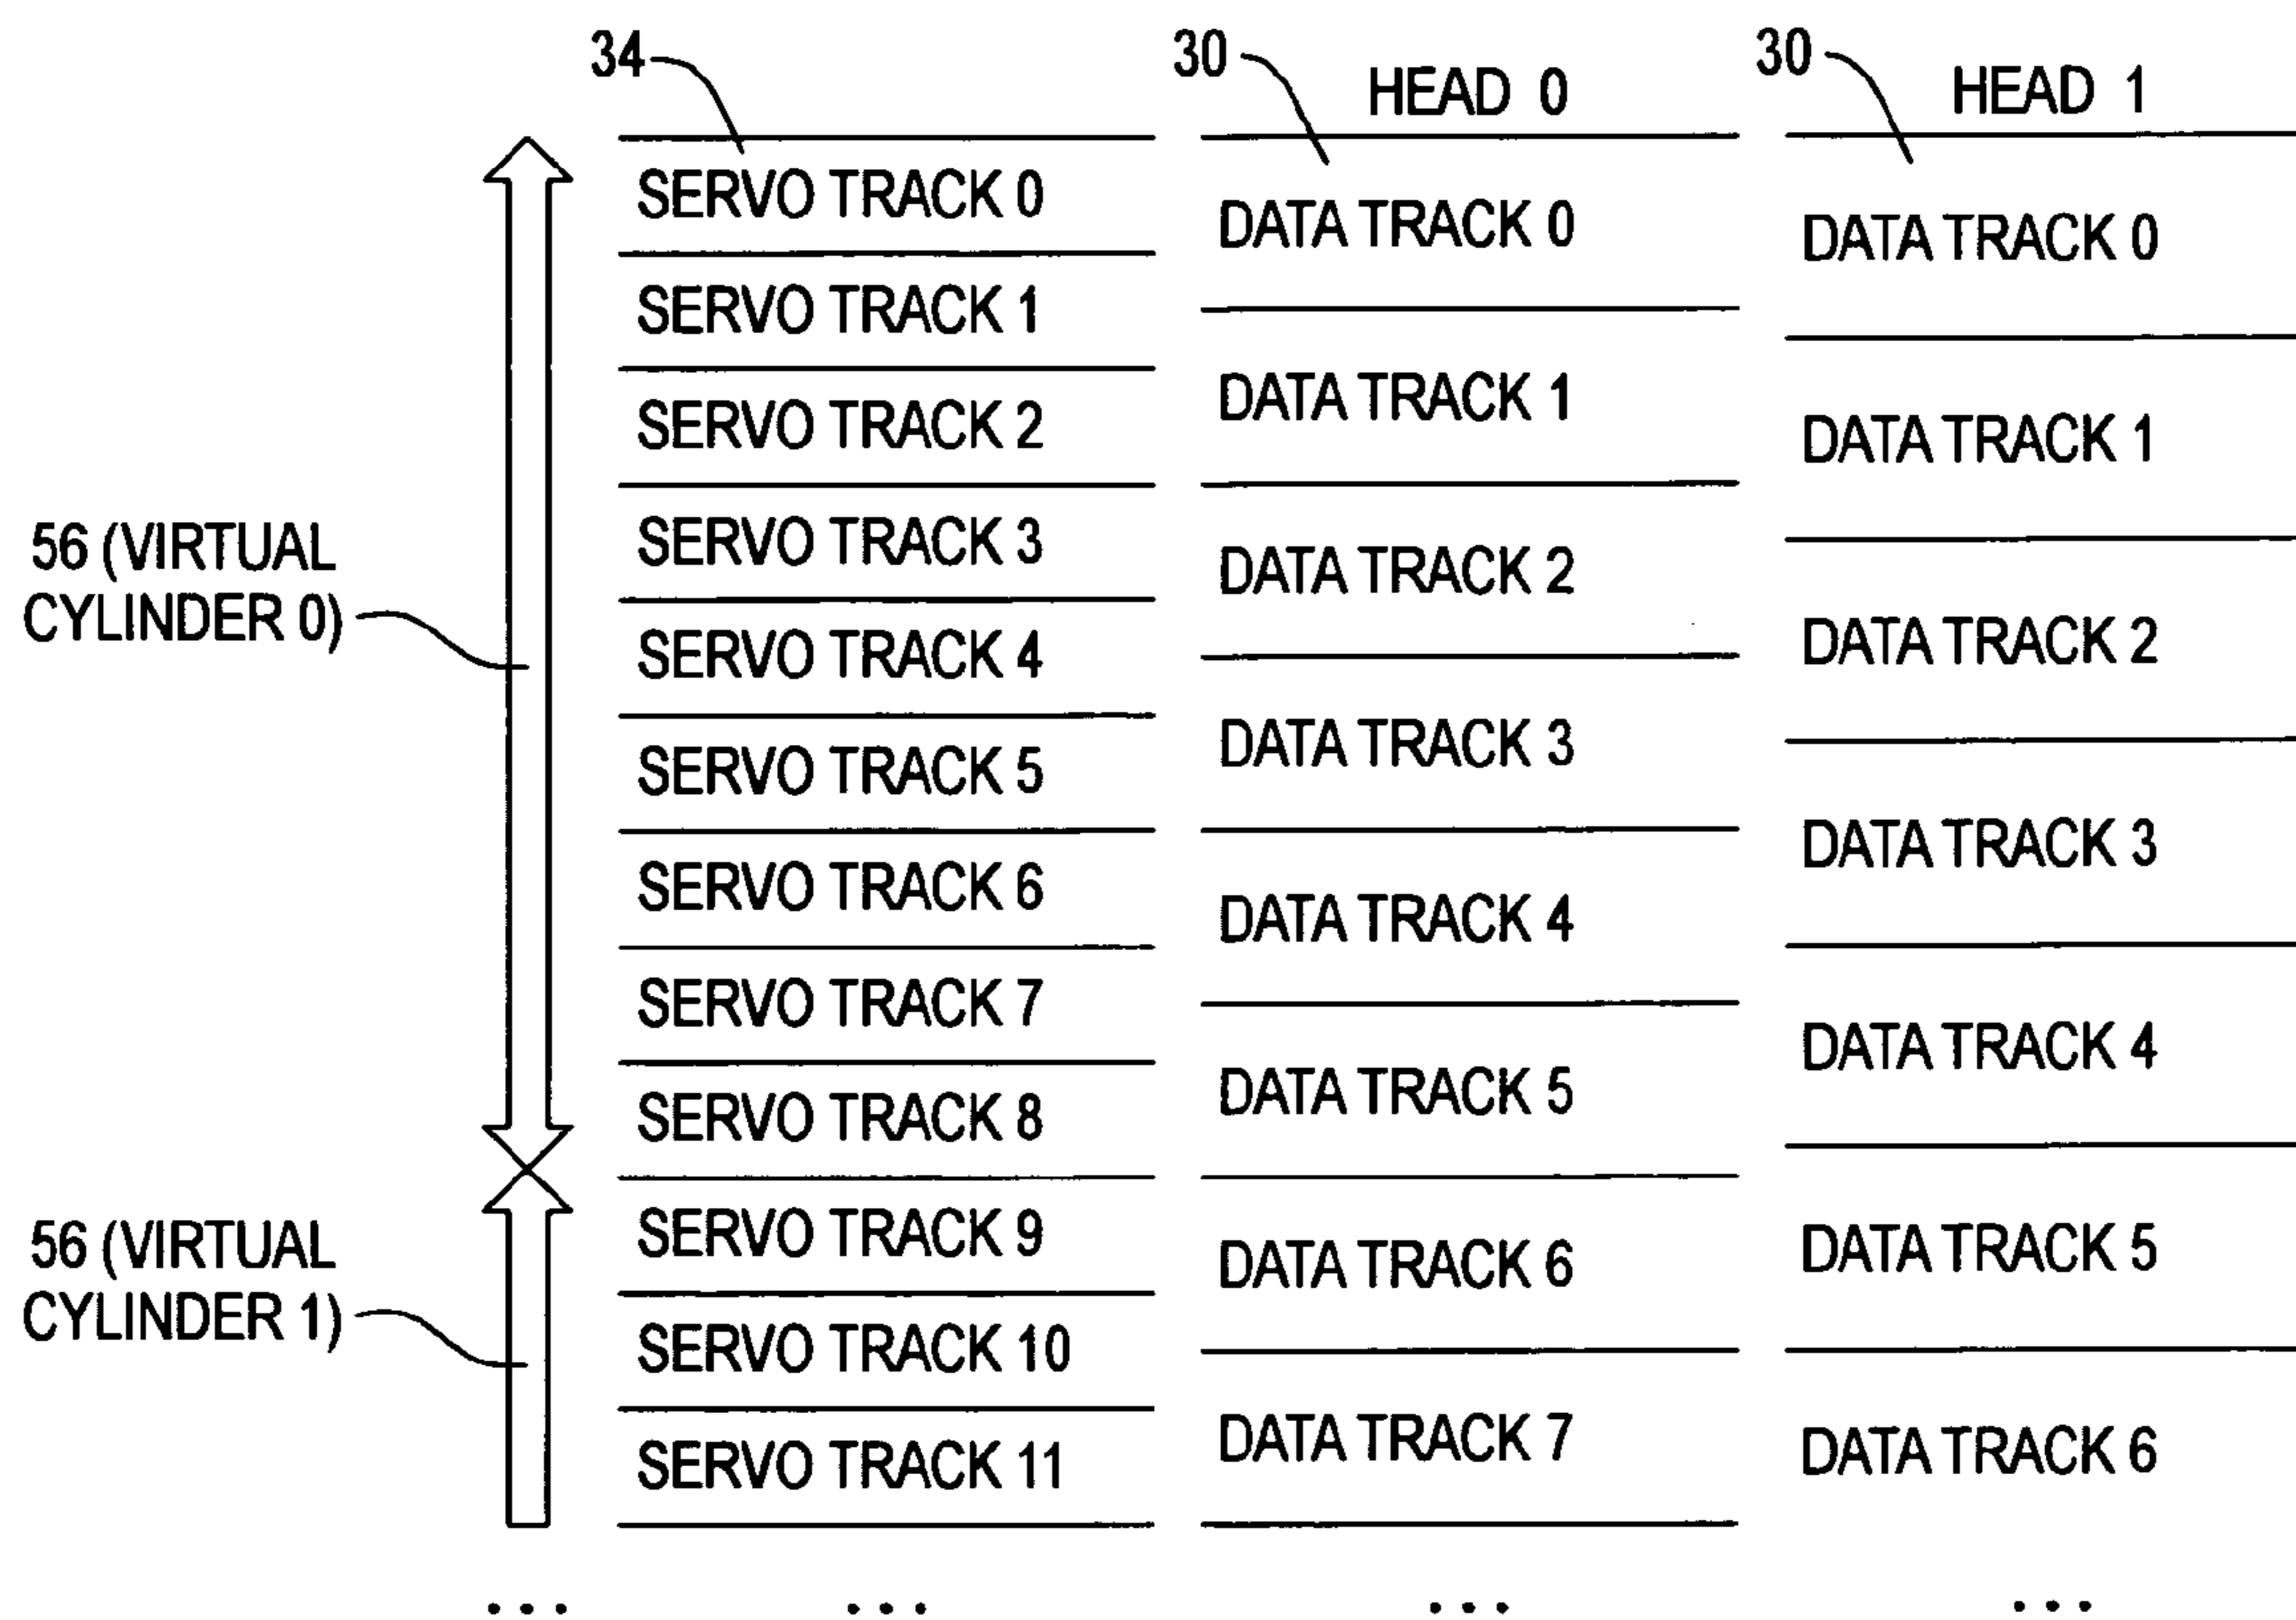 34
30
HEAD 0
30
HEAD 1
SERVO TRACK 0
SERVO TRACK 1
SERVO TRACK 2
SERVO TRACK 3
SERVO TRACK 4
SERVO TRACK 5
SERVO TRACK 6
SERVO TRACK 7
SERVO TRACK 8
SERVO TRACK 9
SERVO TRACK 10
SERVO TRACK 11
DATA TRACK 0
DATA TRACK 1
DATA TRACK 2
DATA TRACK 3
DATA TRACK 4
DATA TRACK 5
DATA TRACK 6
DATA TRACK 7
DATA TRACK 0
DATA TRACK 1
DATA TRACK 2
DATA TRACK 3
DATA TRACK 4
DATA TRACK 5
DATA TRACK 6
56 (VIRTUAL
CYLINDER 0)
56 (VIRTUAL
CYLINDER 1)
... ... ... ...